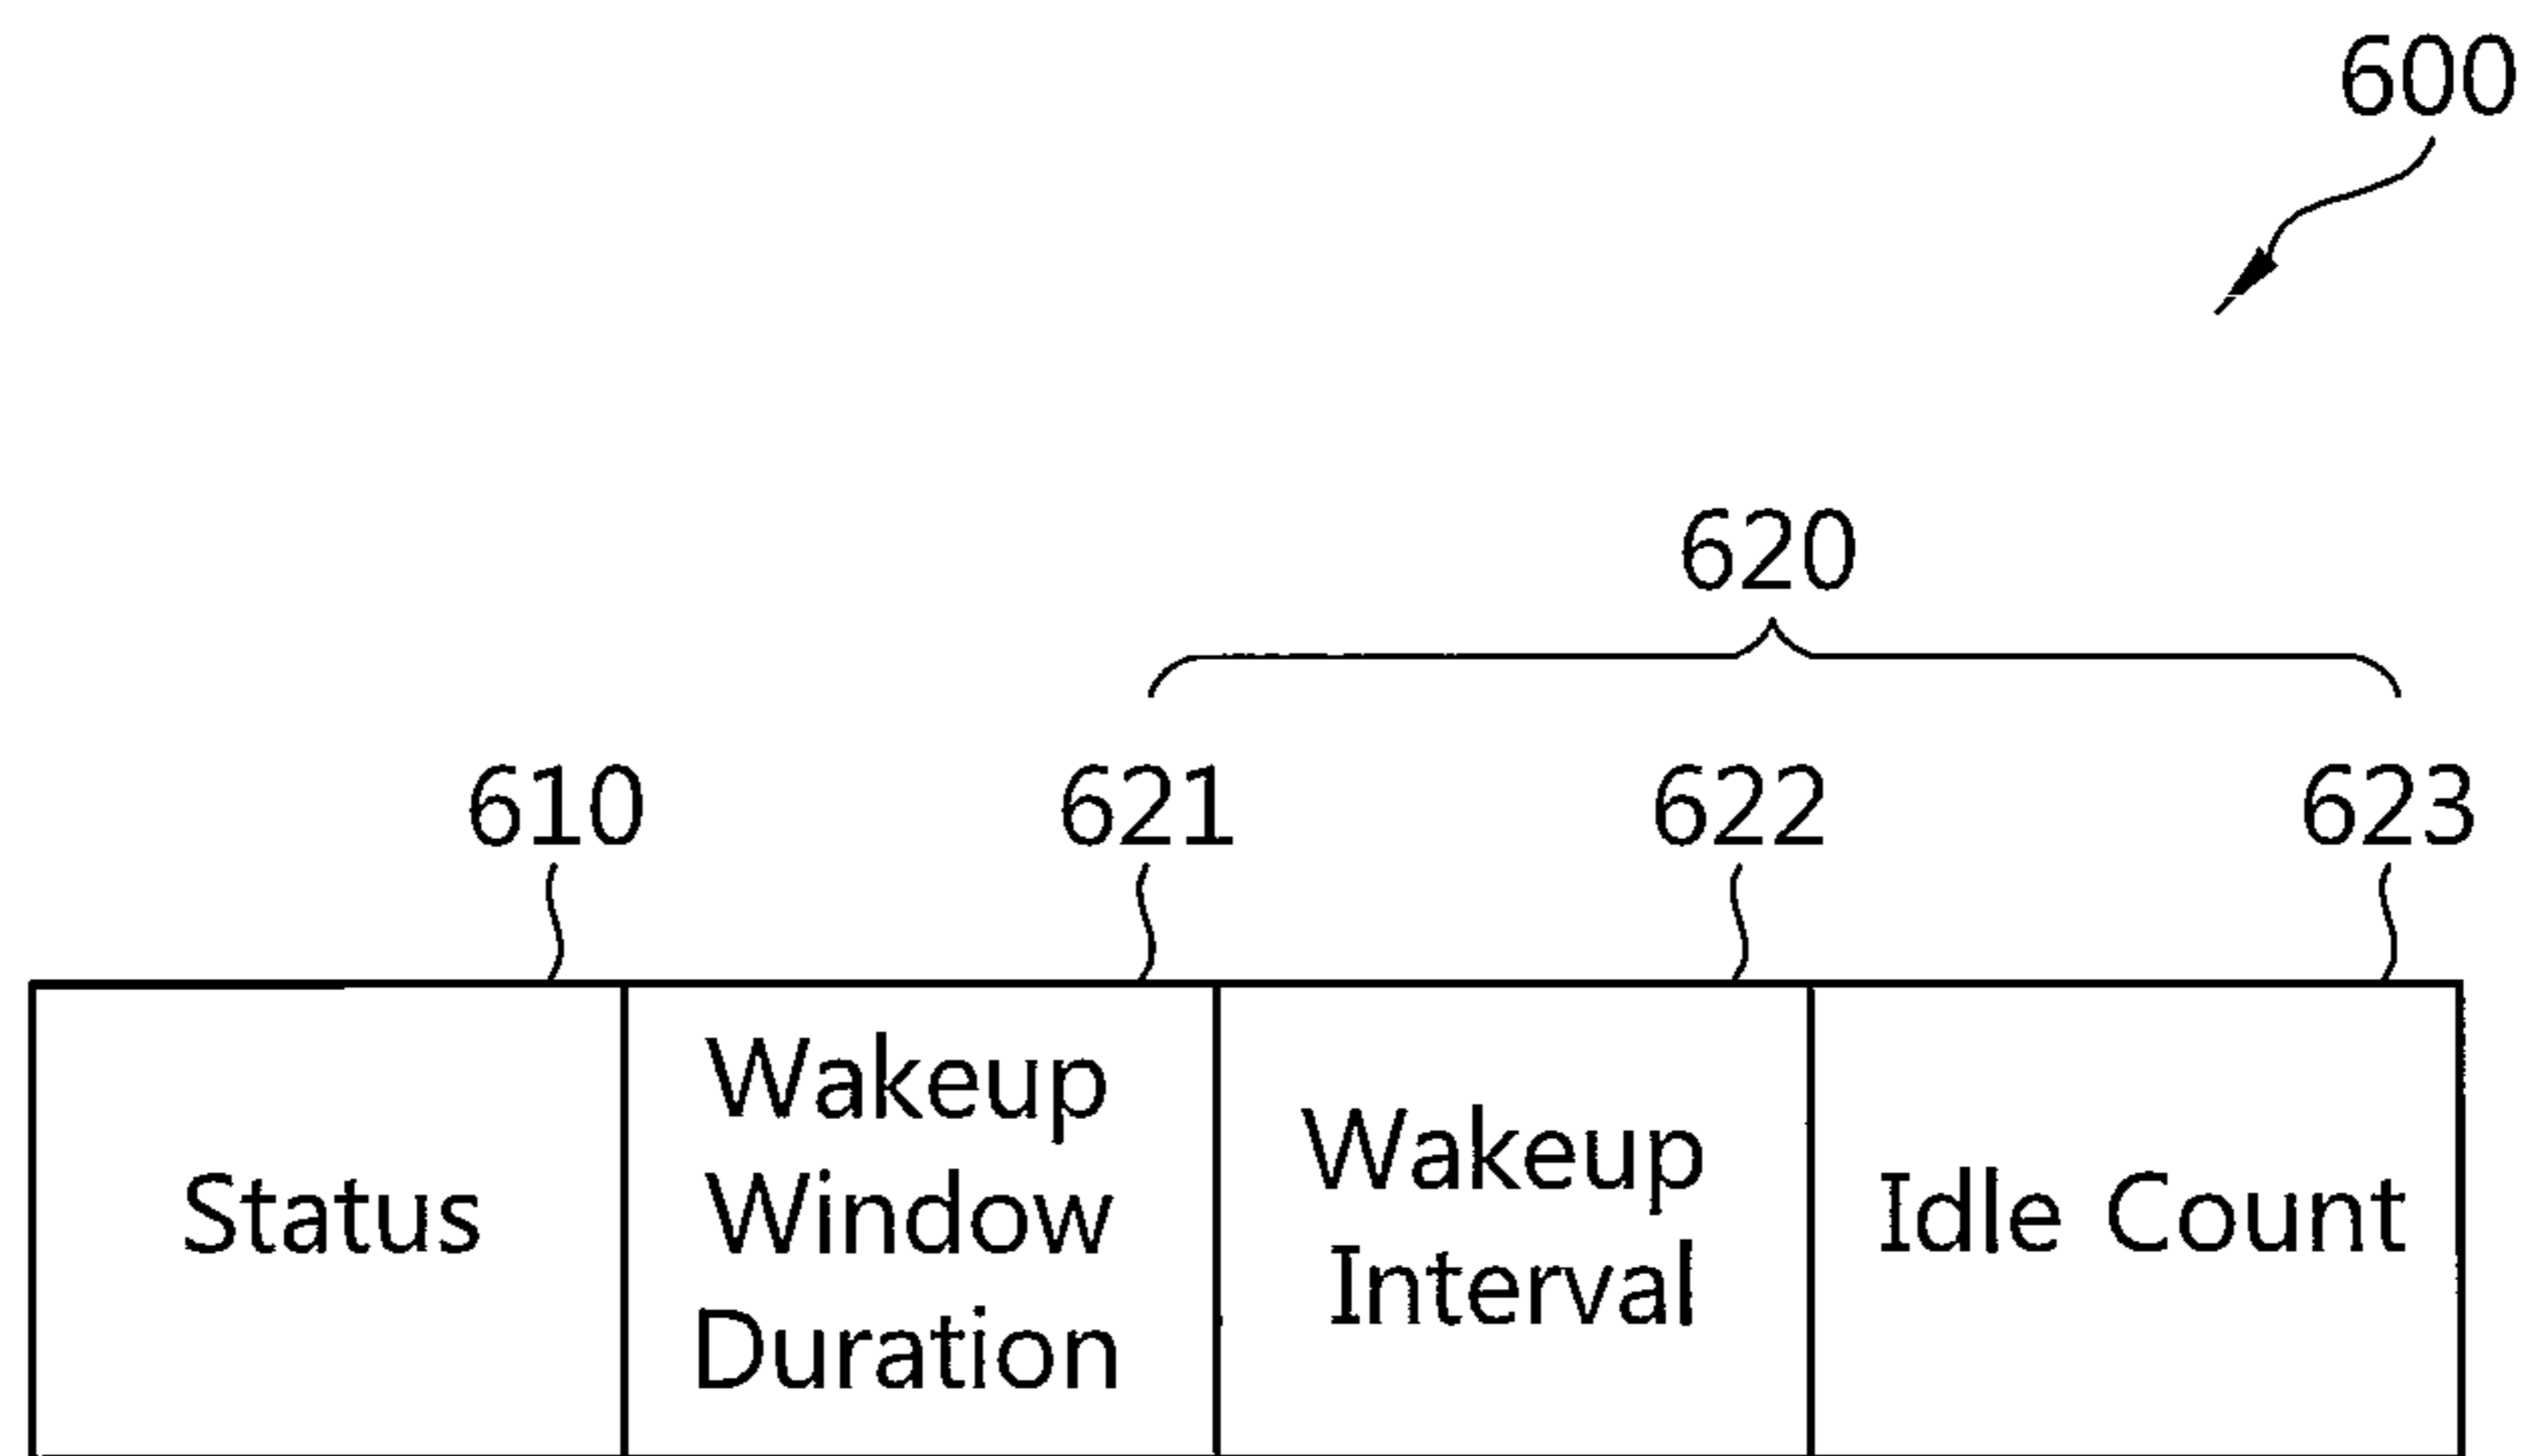 600
620
610 621 622 623
Status
Wakeup
Window
Duration
Wakeup
Interval
Idle Count